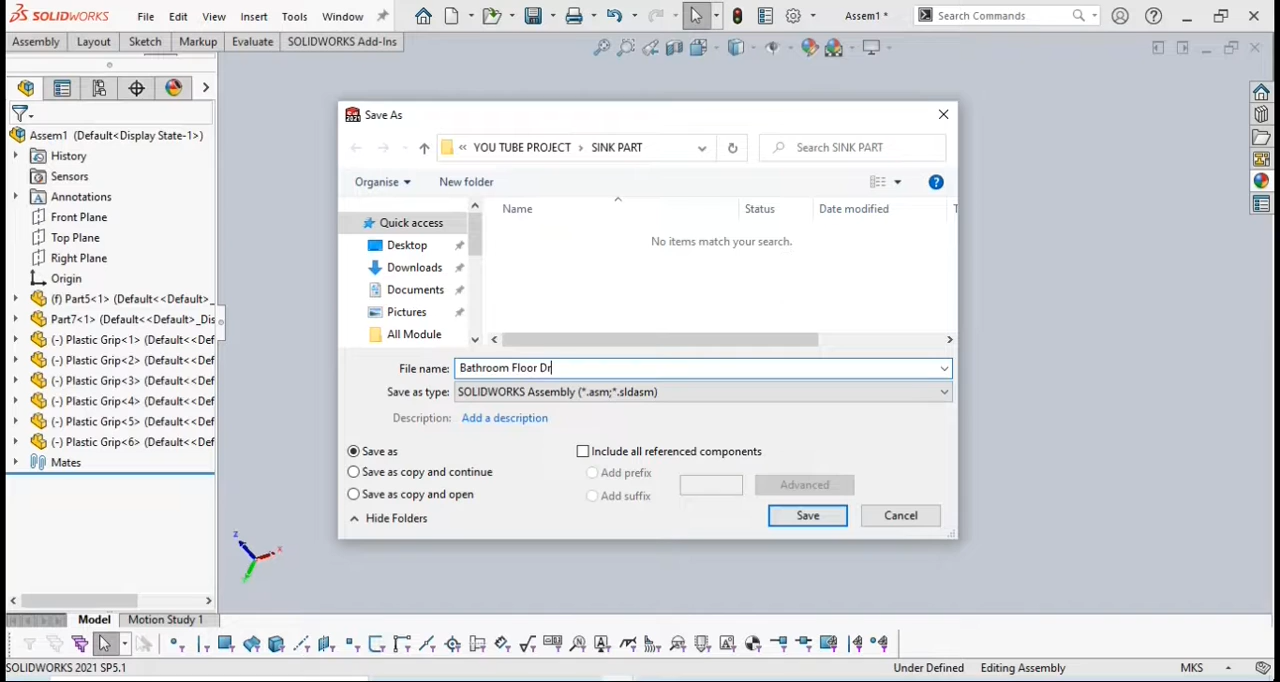 SOLIDWORKS File Edit View Insert Tools Window Assem1 * Search Commands
Assembly Layout Sketch Markup Evaluate SOLIDWORKS Add-Ins
Save As
« YOU TUBE PROJECT › SINK PART Search SINK PART
Organise New folder
Name Status Date modified T
No items match your search.
Quick access
Desktop
Downloads
Documents
Pictures
All Module
File name: Bathroom Floor Dr
Save as type: SOLIDWORKS Assembly (*.asm;*.sldasm)
Description: Add a description
Save as
Save as copy and continue
Save as copy and open
Include all referenced components
Add prefix
Add suffix
Advanced
Hide Folders
Save Cancel
Assem1 (Default<Display State-1>)
History
Sensors
Annotations
Front Plane
Top Plane
Right Plane
Origin
(f) Part5<1> (Default<<Default>_
Part7<1> (Default<<Default>_Dis
(-) Plastic Grip<1> (Default<<Def
(-) Plastic Grip<2> (Default<<Def
(-) Plastic Grip<3> (Default<<Def
(-) Plastic Grip<4> (Default<<Def
(-) Plastic Grip<5> (Default<<Def
(-) Plastic Grip<6> (Default<<Def
Mates
z x y
Model Motion Study 1
SOLIDWORKS 2021 SP5.1 Under Defined Editing Assembly MKS